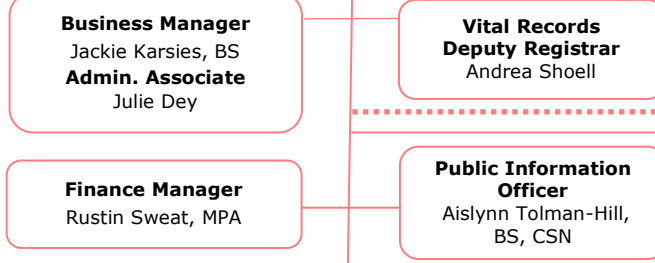 Business Manager
Jackie Karsies, BS
Admin. Associate
Julie Dey
Vital Records
Deputy Registrar
Andrea Shoell
Finance Manager
Rustin Sweat, MPA
Public Information
Officer
Aislynn Tolman-Hill,
BS, CSN